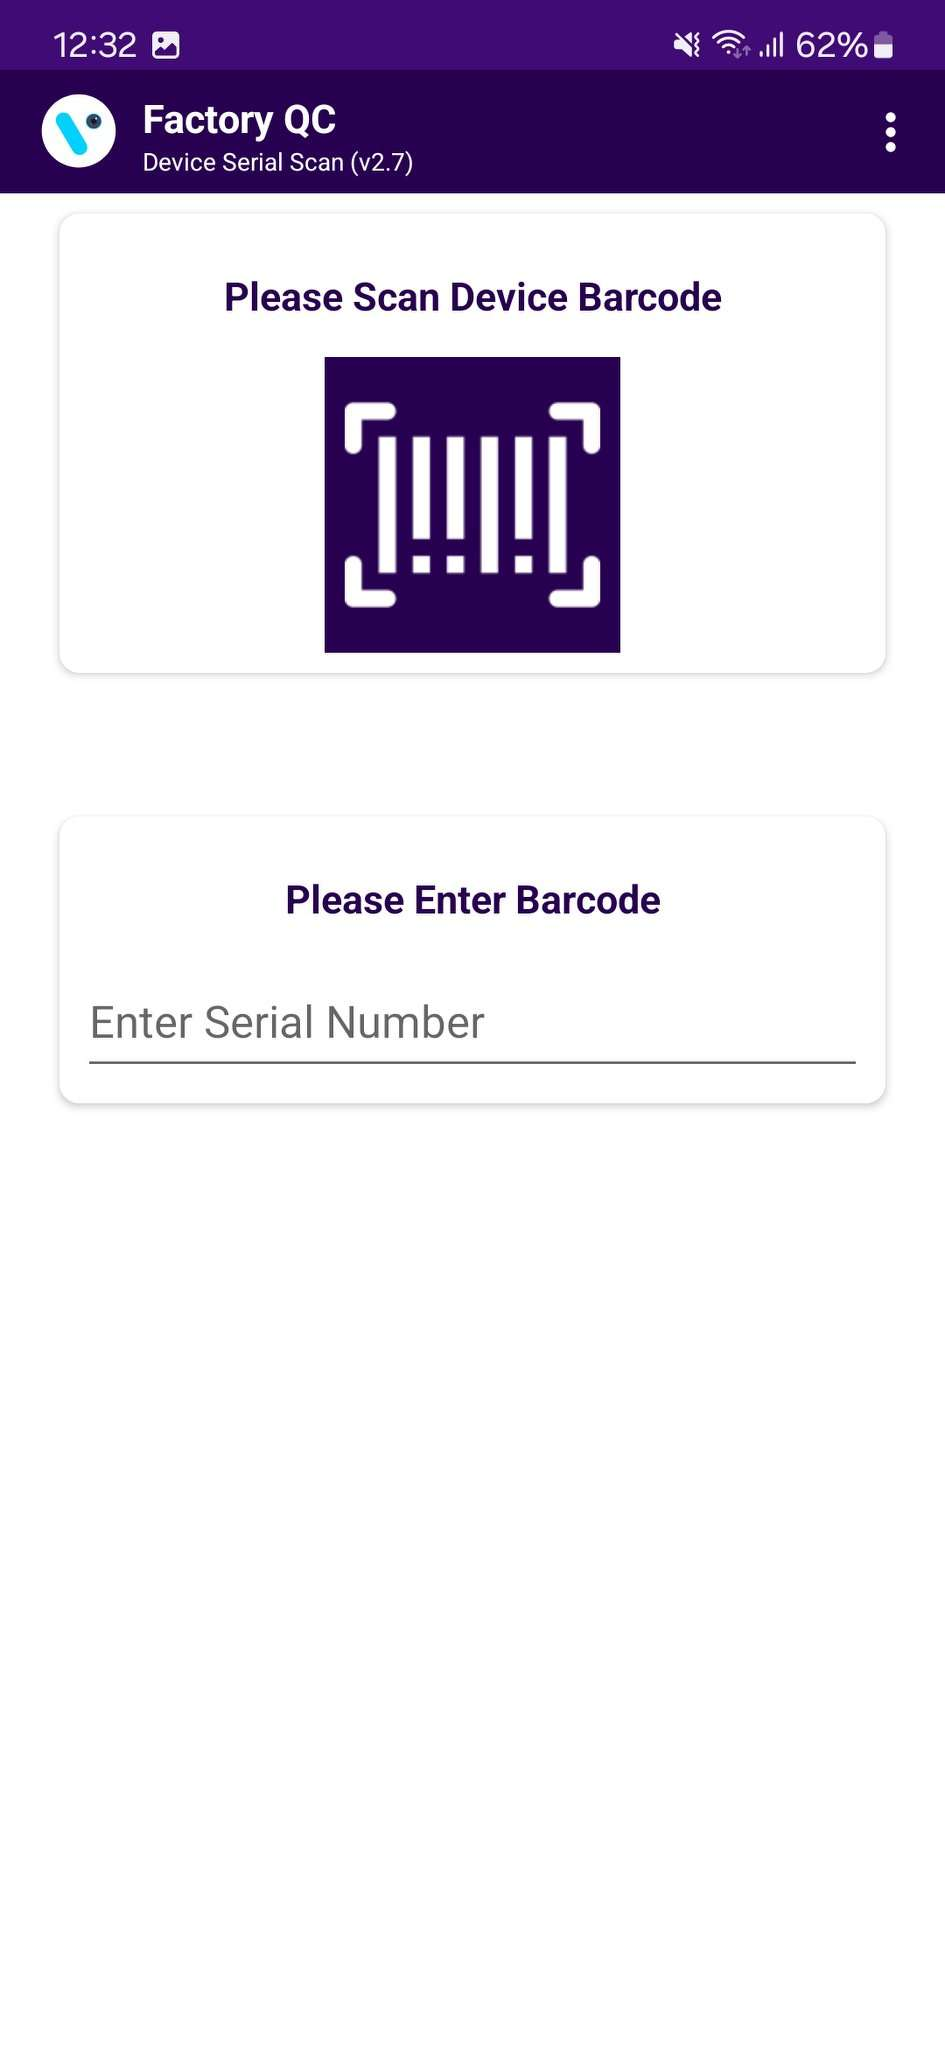 12:32
62%
Factory QC
Device Serial Scan (v2.7)
Please Scan Device Barcode
Please Enter Barcode
Enter Serial Number